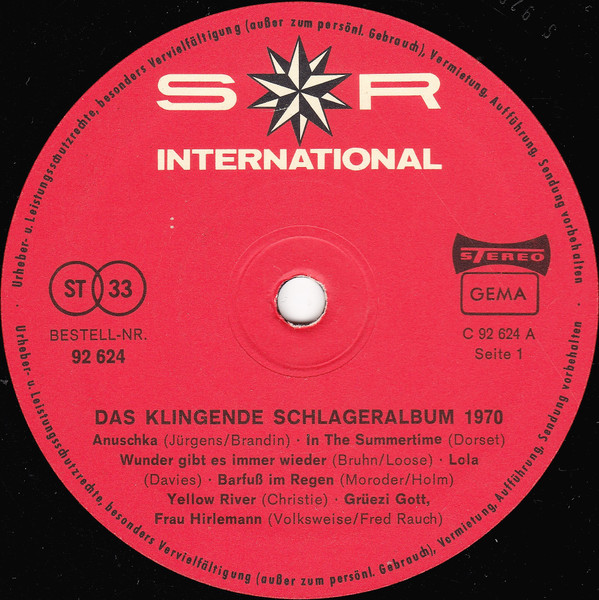 Urheber- u. Leistungsschutzrechte, besonders Vervielfältigung (außer zum persönl. Gebrauch), Vermietung, Aufführung, Sendung vorbehalten
S R
INTERNATIONAL
ST 33
STEREO
GEMA
BESTELL-NR.
92 624
C 92 624 A
Seite 1
DAS KLINGENDE SCHLAGERALBUM 1970
Anuschka (Jürgens/Brandin) · in The Summertime (Dorset)
Wunder gibt es immer wieder (Bruhn/Loose) · Lola
(Davies) · Barfuß im Regen (Moroder/Holm)
Yellow River (Christie) · Grüezi Gott,
Frau Hirlemann (Volksweise/Fred Rauch)
Urheber- u. Leistungsschutzrechte, besonders Vervielfältigung (außer zum persönl. Gebrauch), Vermietung, Aufführung, Sendung vorbehalten